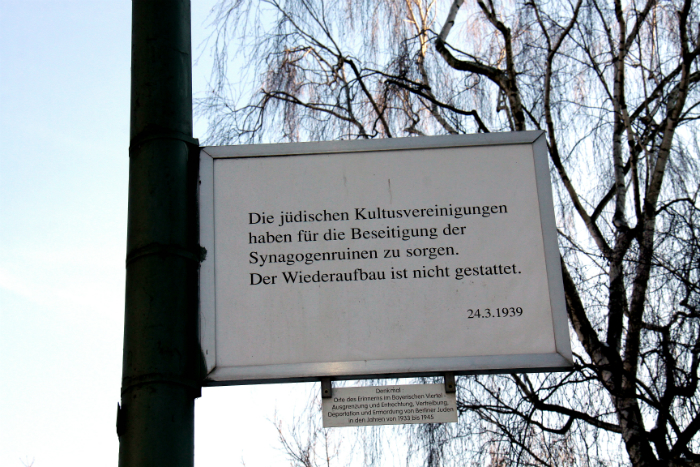 Die jüdischen Kultusvereinigungen
haben für die Beseitigung der
Synagogenruinen zu sorgen.
Der Wiederaufbau ist nicht gestattet.
24.3.1939
Denkmal
Orte des Erinnerns im Bayerischen Viertel
Ausgrenzung und Entrechtung, Vertreibung,
Deportation und Ermordung von Berliner Juden
in den Jahren von 1933 bis 1945